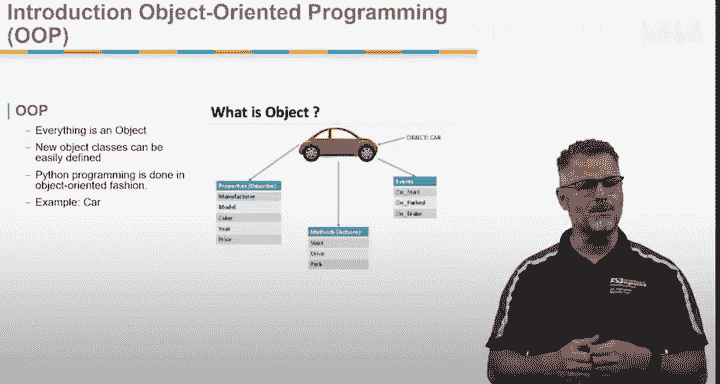 Introduction Object-Oriented Programming
(OOP)
OOP
– Everything is an Object
– New object classes can be
easily defined
– Python programming is done in
object-oriented fashion.
– Example: Car
What is Object ?
OBJECT: CAR
Properties (Describe)
Manufacturer
Model
Color
Year
Price
Methods (Actions)
Start
Drive
Park
Events
On_Start
On_Parked
On_Brake